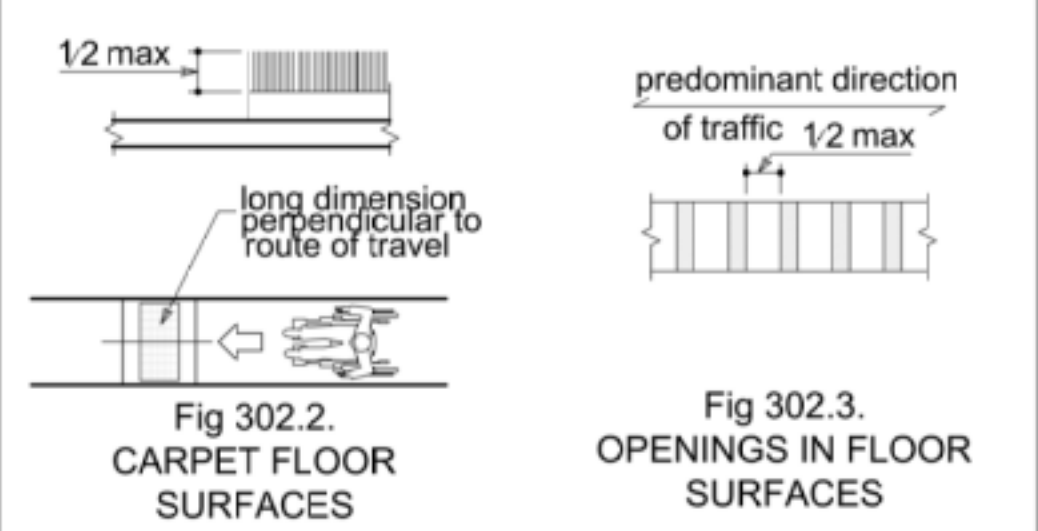 1/2 max
long dimension
perpendicular to
route of travel
Fig 302.2.
CARPET FLOOR
SURFACES
predominant direction
of traffic
1/2 max
Fig 302.3.
OPENINGS IN FLOOR
SURFACES